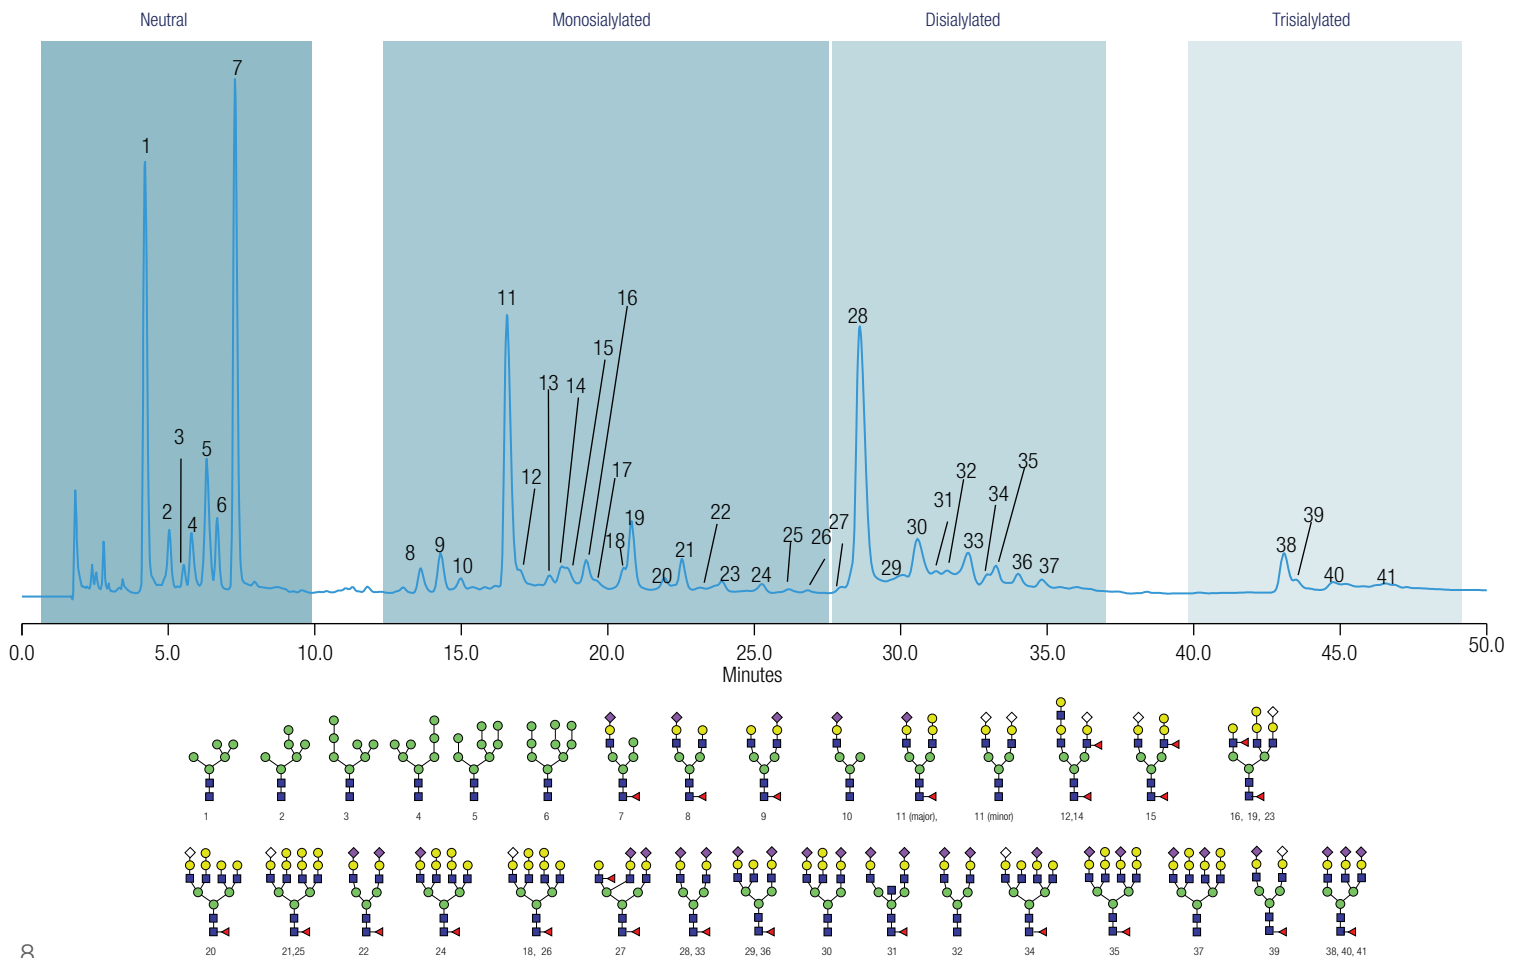 Neutral Monosialylated Disialylated Trisialylated
7
1
11 16
28
15
13 14
3
5
35
17 32
12
34
31
2 6
22
19 27 39
4 30
25 26
18
33
8 9 21 38
36 37
10 20 23 24 29 40 41
0.0 5.0 10.0 15.0 20.0 25.0 30.0 35.0 40.0 45.0 50.0
Minutes
1 2 3 4 5 6 7 8 9 10 11 (major), 11 (minor) 12,14 15 16, 19, 23
20 21,25 22 24 18, 26 27 28, 33 29, 36 30 31 32 34 35 37 39 38, 40, 41
8